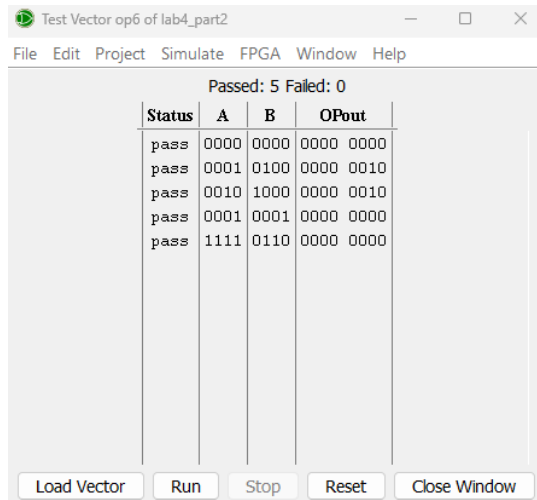 Test Vector op6 of lab4_part2
File Edit Project Simulate FPGA Window Help
Passed: 5 Failed: 0
Status A B OPout
pass 0000 0000 0000 0000
pass 0001 0100 0000 0010
pass 0010 1000 0000 0010
pass 0001 0001 0000 0000
pass 1111 0110 0000 0000
Load Vector Run Stop Reset Close Window